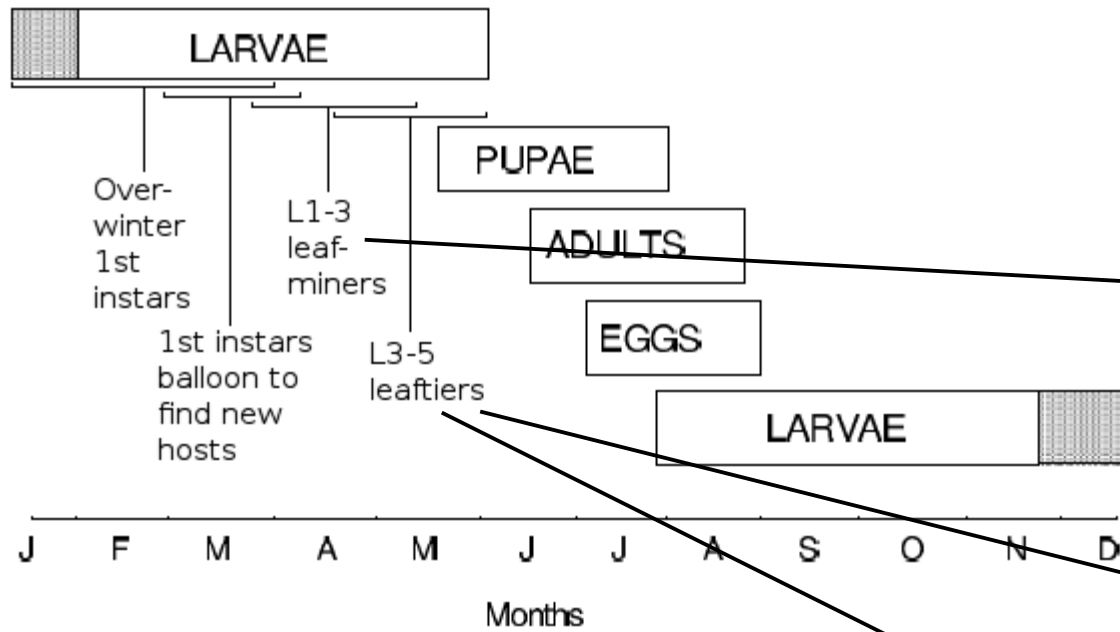 LARVAE
PUPAE
Over-
winter
1st
instars
L1-3
leaf-
miners
ADULTS
1st instars
balloon to
find new
hosts
L3-5
leaftiers
EGGS
LARVAE
J F M A M J J A S O N D
Months